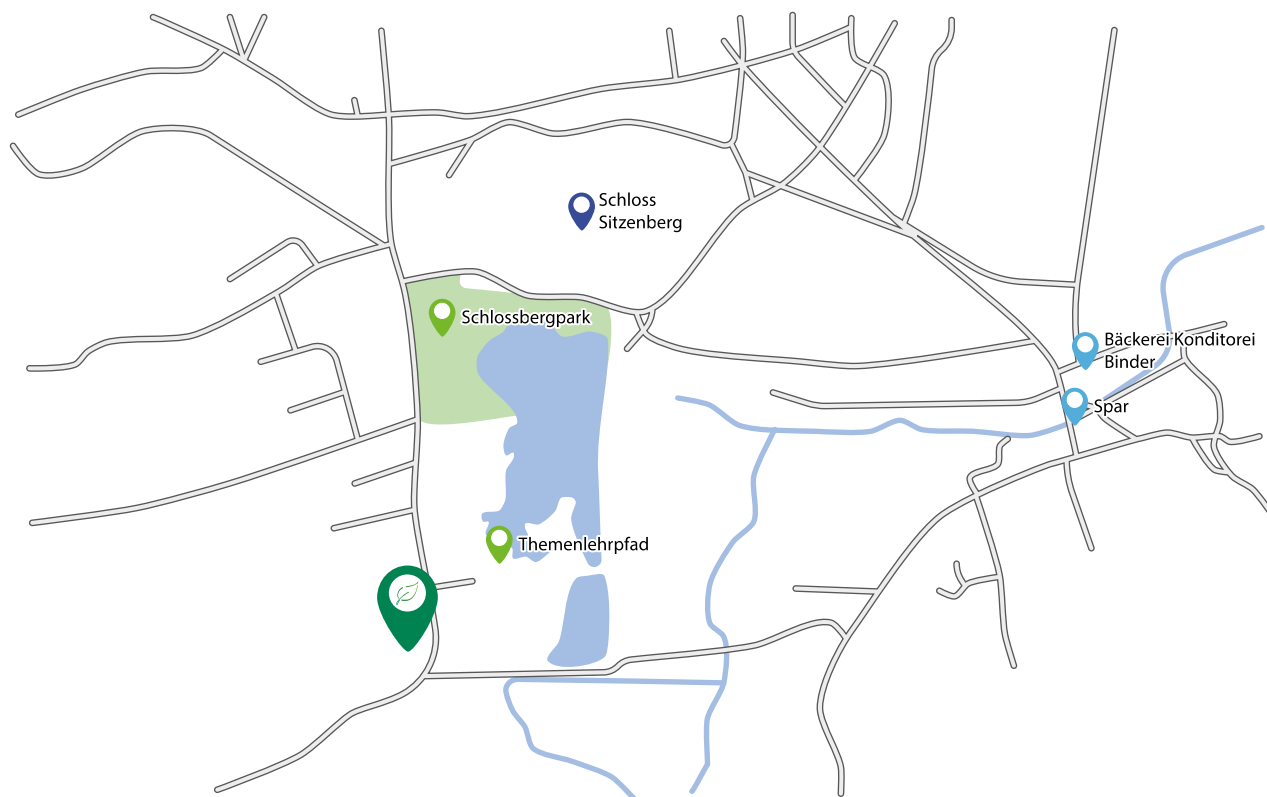 Schloss
Sitzenberg
Schlossbergpark
Bäckerei Konditorei
Binder
Spar
Themenlehrpfad